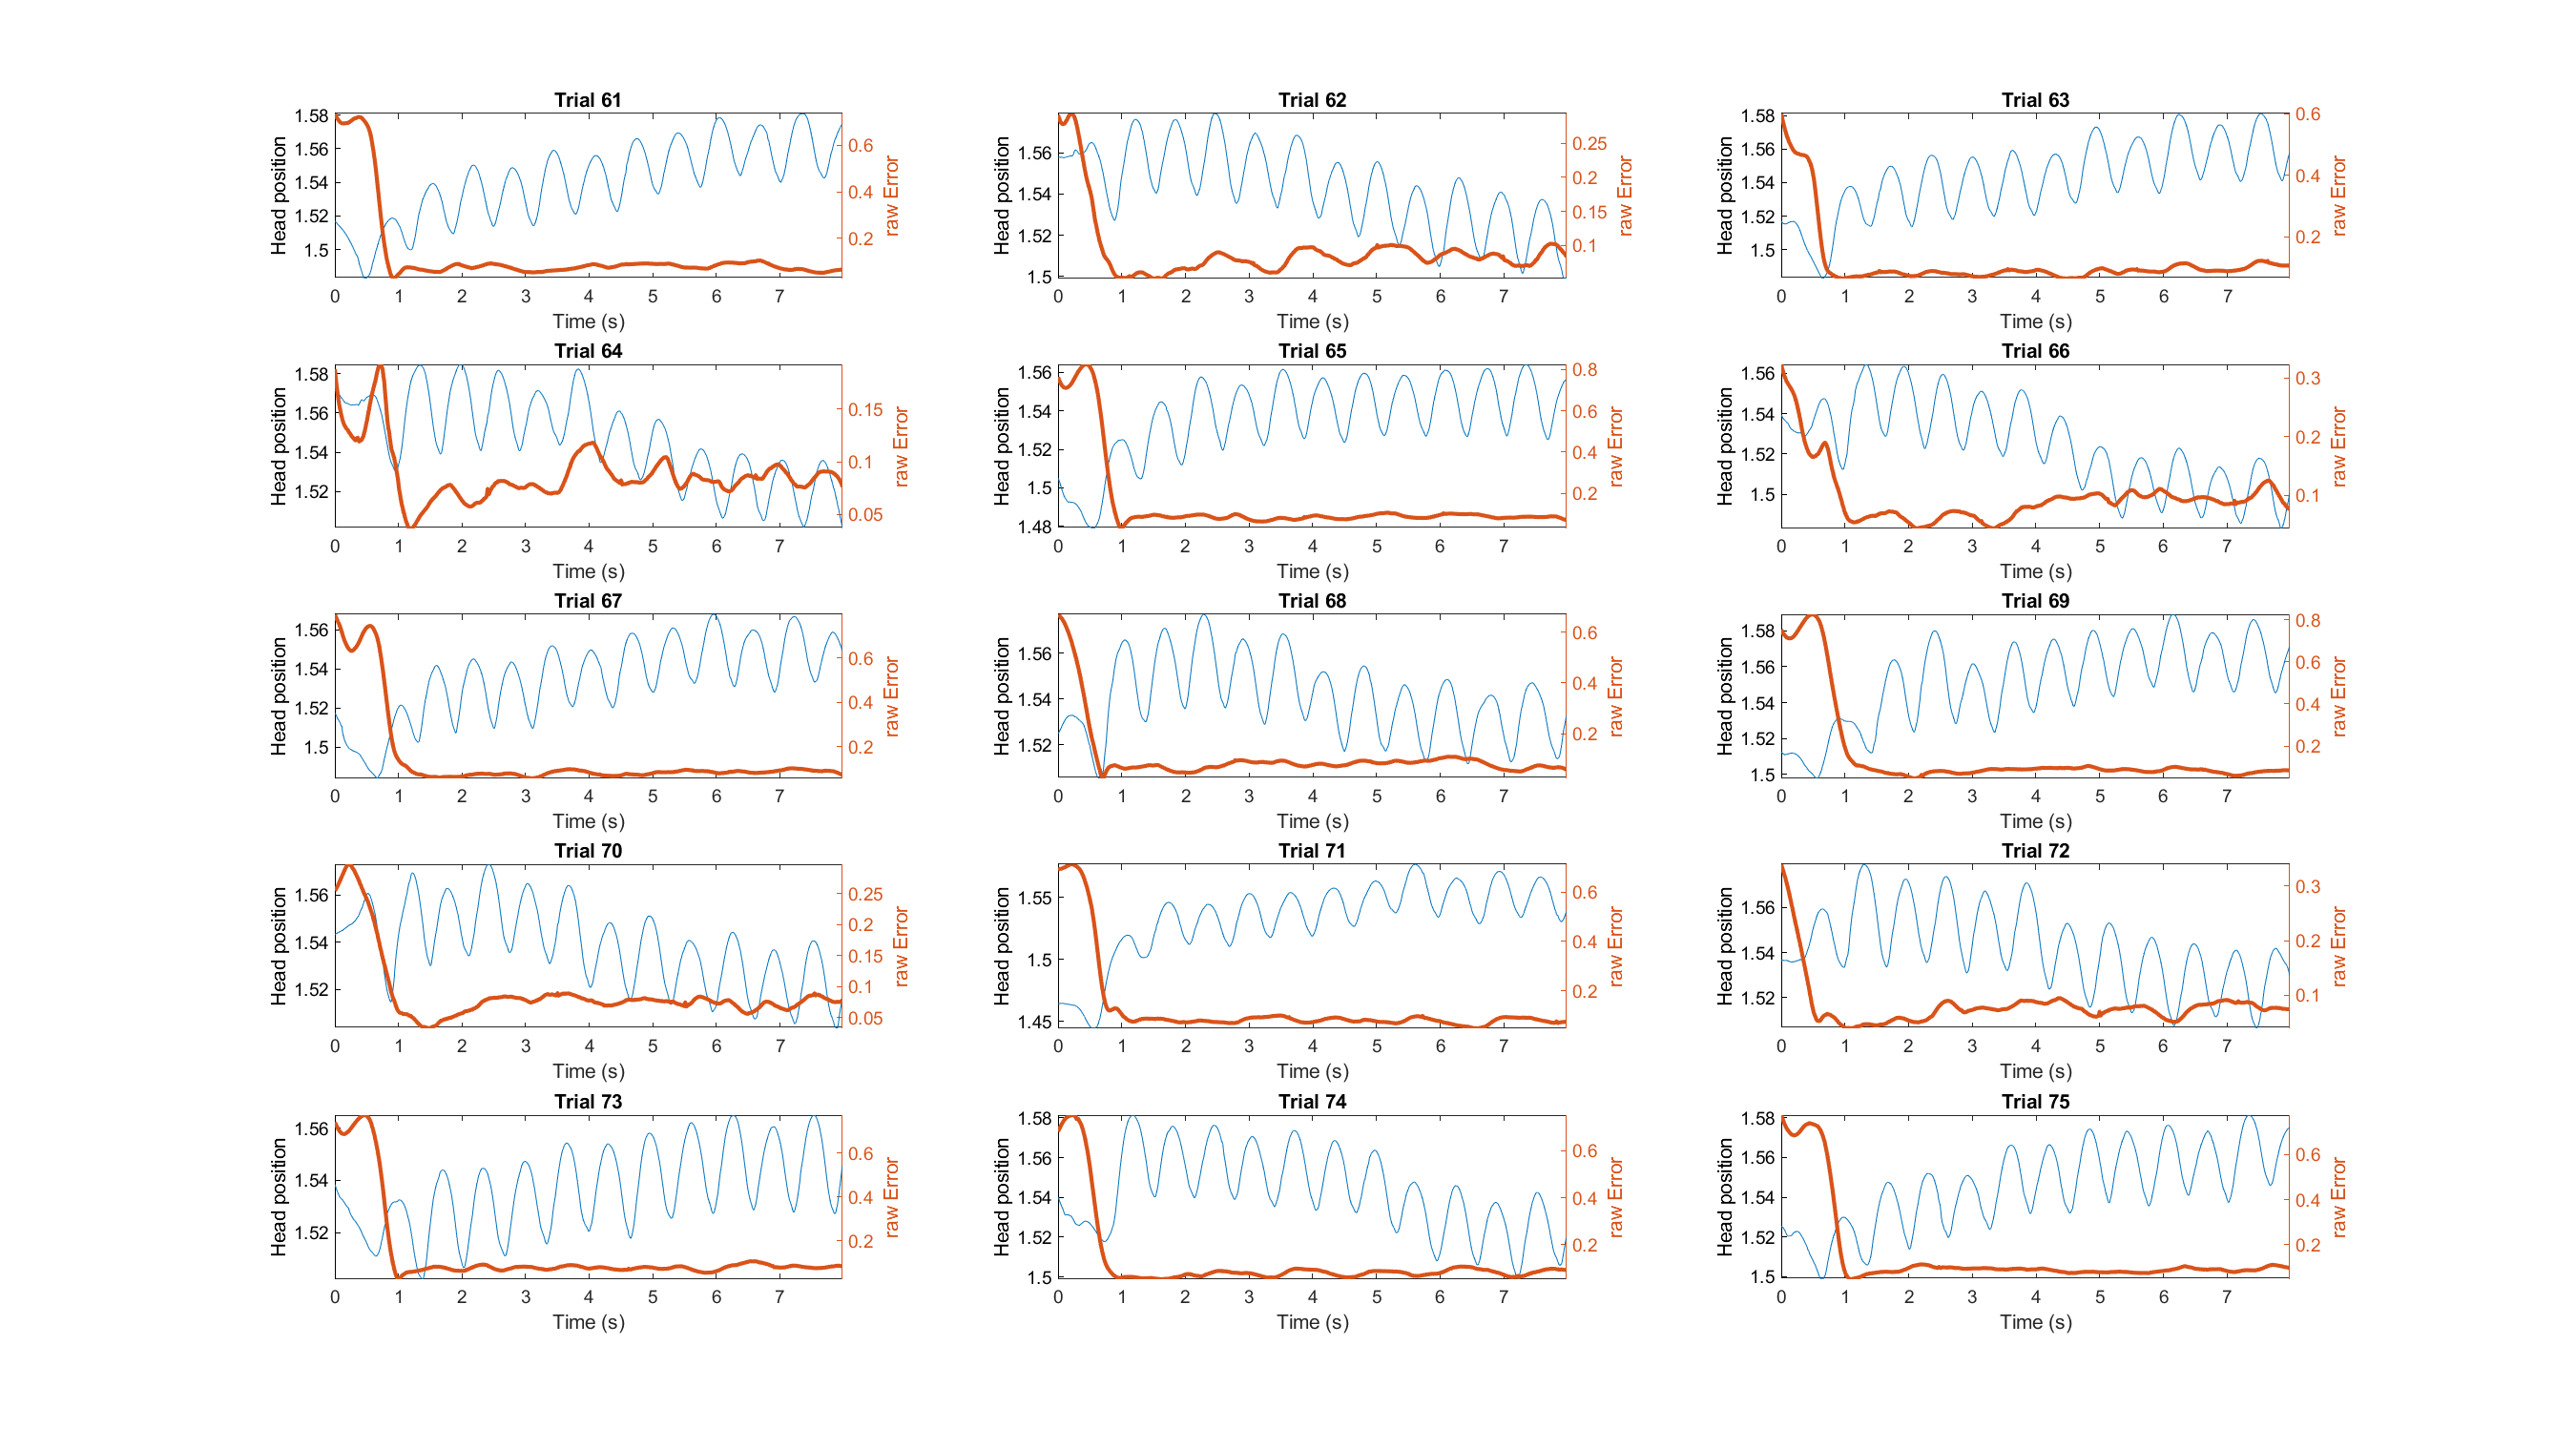 Trial 61
Trial 62
Trial 63
1.58
1.56
1.54
1.52
1.5
Head position
0.6
0.4
0.2
raw Error
0 1 2 3 4 5 6 7
Time (s)
1.56
1.54
1.52
1.5
Head position
0.25
0.2
0.15
0.1
raw Error
0 1 2 3 4 5 6 7
Time (s)
1.58
1.56
1.54
1.52
1.5
Head position
0.6
0.4
0.2
raw Error
0 1 2 3 4 5 6 7
Time (s)
Trial 64
Trial 65
Trial 66
1.58
1.56
1.54
1.52
Head position
0.15
0.1
0.05
raw Error
0 1 2 3 4 5 6 7
Time (s)
1.56
1.54
1.52
1.5
1.48
Head position
0.8
0.6
0.4
0.2
raw Error
0 1 2 3 4 5 6 7
Time (s)
1.56
1.54
1.52
1.5
Head position
0.3
0.2
0.1
raw Error
0 1 2 3 4 5 6 7
Time (s)
Trial 67
Trial 68
Trial 69
1.56
1.54
1.52
1.5
Head position
0.6
0.4
0.2
raw Error
0 1 2 3 4 5 6 7
Time (s)
1.56
1.54
1.52
Head position
0.6
0.4
0.2
raw Error
0 1 2 3 4 5 6 7
Time (s)
1.58
1.56
1.54
1.52
1.5
Head position
0.8
0.6
0.4
0.2
raw Error
0 1 2 3 4 5 6 7
Time (s)
Trial 70
Trial 71
Trial 72
1.56
1.54
1.52
Head position
0.25
0.2
0.15
0.1
0.05
raw Error
0 1 2 3 4 5 6 7
Time (s)
1.55
1.5
1.45
Head position
0.6
0.4
0.2
raw Error
0 1 2 3 4 5 6 7
Time (s)
1.56
1.54
1.52
Head position
0.3
0.2
0.1
raw Error
0 1 2 3 4 5 6 7
Time (s)
Trial 73
Trial 74
Trial 75
1.56
1.54
1.52
Head position
0.6
0.4
0.2
raw Error
0 1 2 3 4 5 6 7
Time (s)
1.58
1.56
1.54
1.52
1.5
Head position
0.6
0.4
0.2
raw Error
0 1 2 3 4 5 6 7
Time (s)
1.58
1.56
1.54
1.52
1.5
Head position
0.6
0.4
0.2
raw Error
0 1 2 3 4 5 6 7
Time (s)